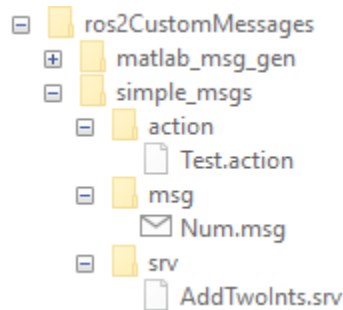 ros2CustomMessages
matlab_msg_gen
simple_msgs
action
Test.action
msg
Num.msg
srv
AddTwoInts.srv